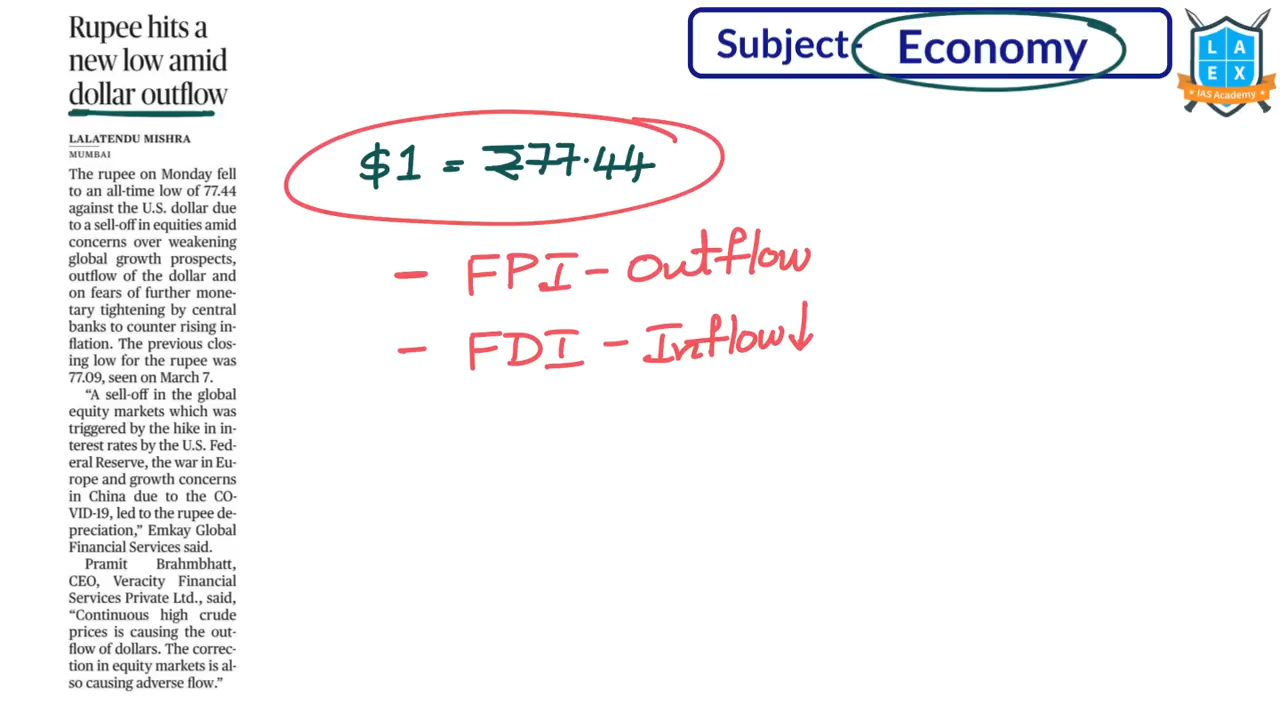 Rupee hits a
new low amid
dollar outflow
LALATENDU MISHRA
MUMBAI
The rupee on Monday fell
to an all-time low of 77.44
against the U.S. dollar due
to a sell-off in equities amid
concerns over weakening
global growth prospects,
outflow of the dollar and
on fears of further mone-
tary tightening by central
banks to counter rising in-
flation. The previous clos-
ing low for the rupee was
77.09, seen on March 7.
“A sell-off in the global
equity markets which was
triggered by the hike in in-
terest rates by the U.S. Fed-
eral Reserve, the war in Eu-
rope and growth concerns
in China due to the CO-
VID-19, led to the rupee de-
preciation,” Emkay Global
Financial Services said.
Pramit Brahmbhatt,
CEO, Veracity Financial
Services Private Ltd., said,
“Continuous high crude
prices is causing the out-
flow of dollars. The correc-
tion in equity markets is al-
so causing adverse flow.”
Subject- Economy
L A
E X
IAS Academy
$1 = ₹77.44
- FPI - Outflow
- FDI - Inflow↓